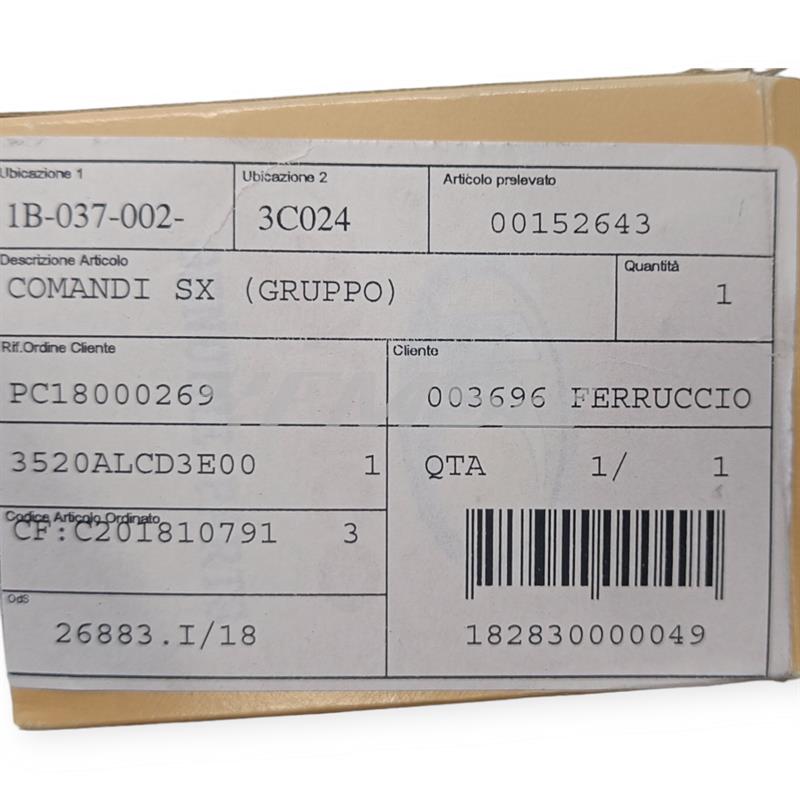 Ubicazione 1
1B-037-002-
Ubicazione 2
3C024
Articolo prelevato
00152643
Descrizione Articolo
COMANDI SX (GRUPPO)
Quantità
1
Rif.Ordine Cliente
PC18000269
Cliente
003696 FERRUCCIO
3520ALCD3E00 1
QTA 1/ 1
Codice Articolo Ordinato
CF:C201810791 3
OdS
26883.I/18
182830000049